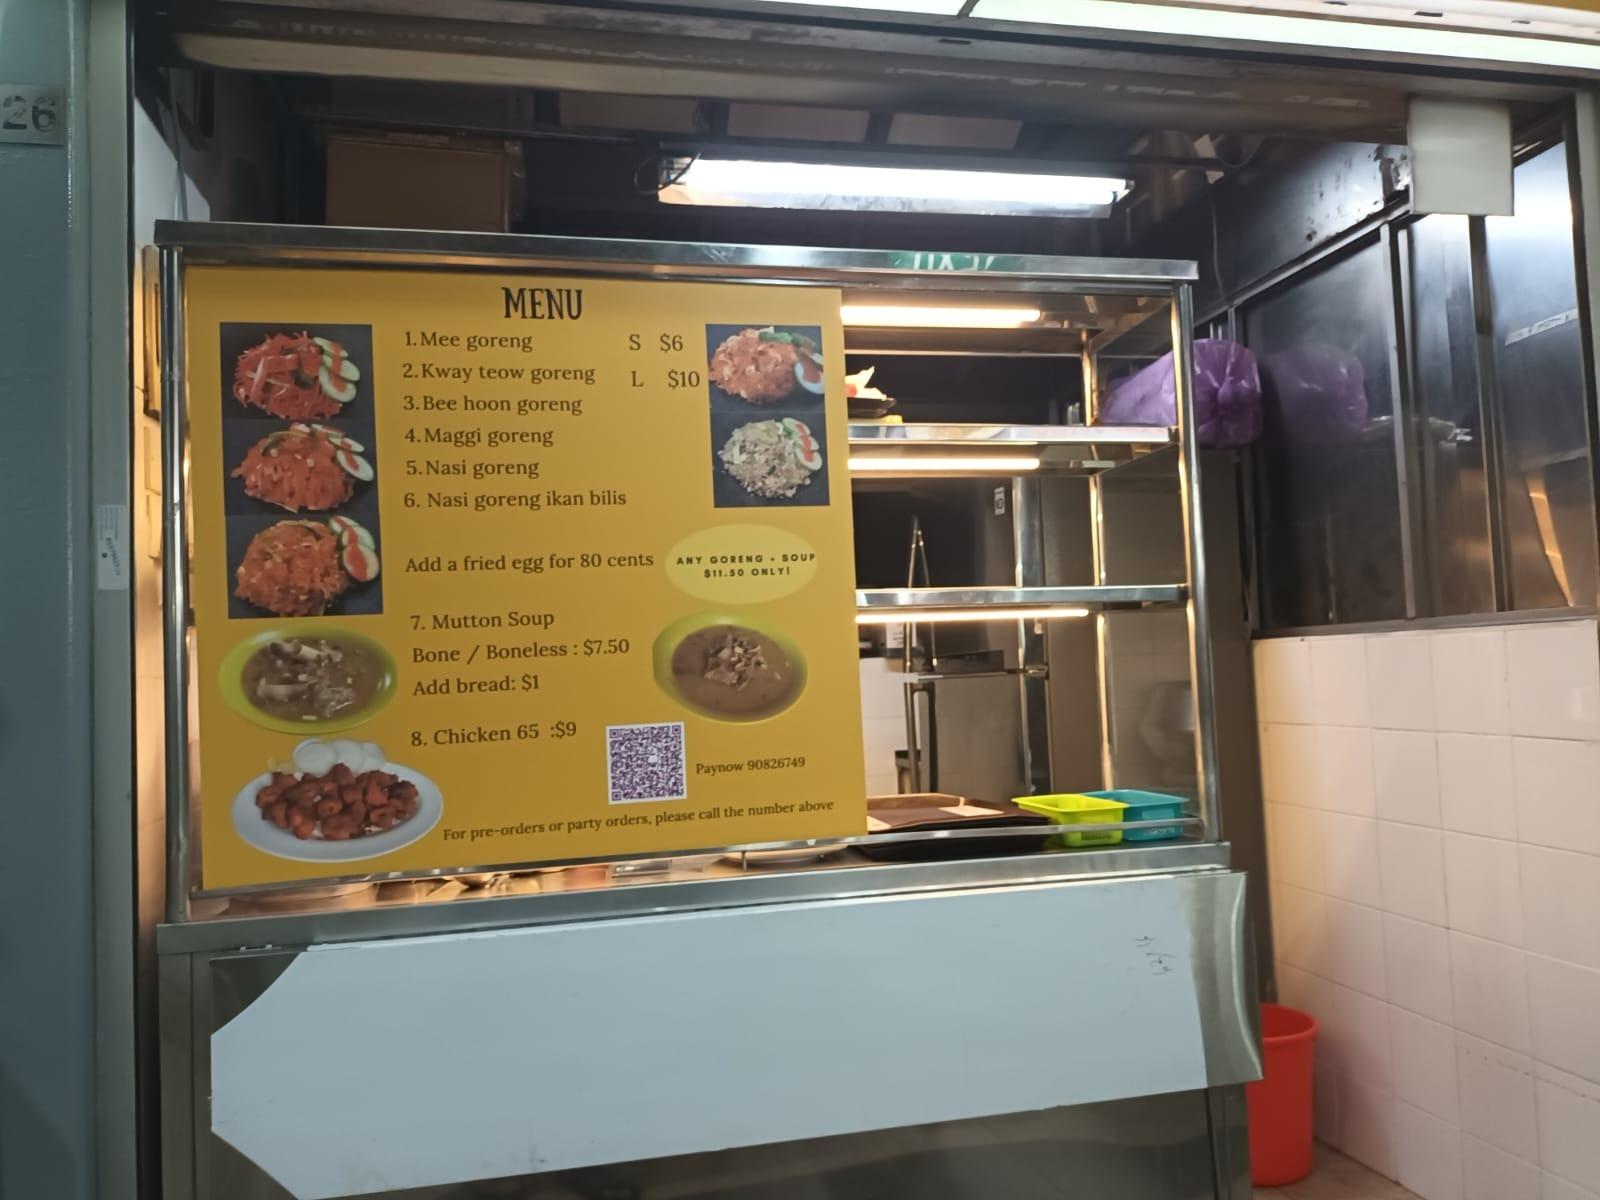 26
MENU
1. Mee goreng S $6
2. Kway teow goreng L $10
3. Bee hoon goreng
4. Maggi goreng
5. Nasi goreng
6. Nasi goreng ikan bilis
Add a fried egg for 80 cents
ANY GORENG + SOUP
$11.50 ONLY!
7. Mutton Soup
Bone / Boneless : $7.50
Add bread: $1
8. Chicken 65 :$9
Paynow 90826749
For pre-orders or party orders, please call the number above